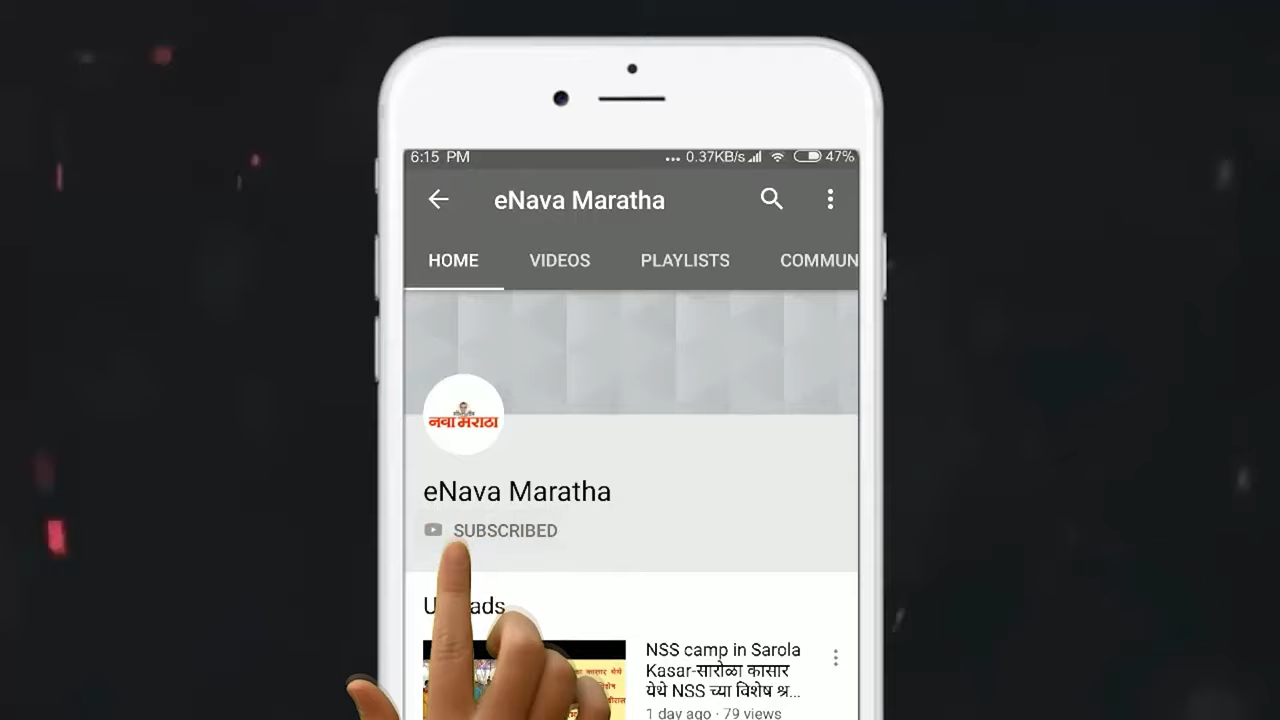 6:15 PM
... 0.37KB/s 47%
eNava Maratha
HOME VIDEOS PLAYLISTS COMMUN
नवा मराठा
eNava Maratha
SUBSCRIBED
NSS camp in Sarola
Kasar-सारोळा कासार
येथे NSS च्या विशेष श्र...
1 day ago · 79 views